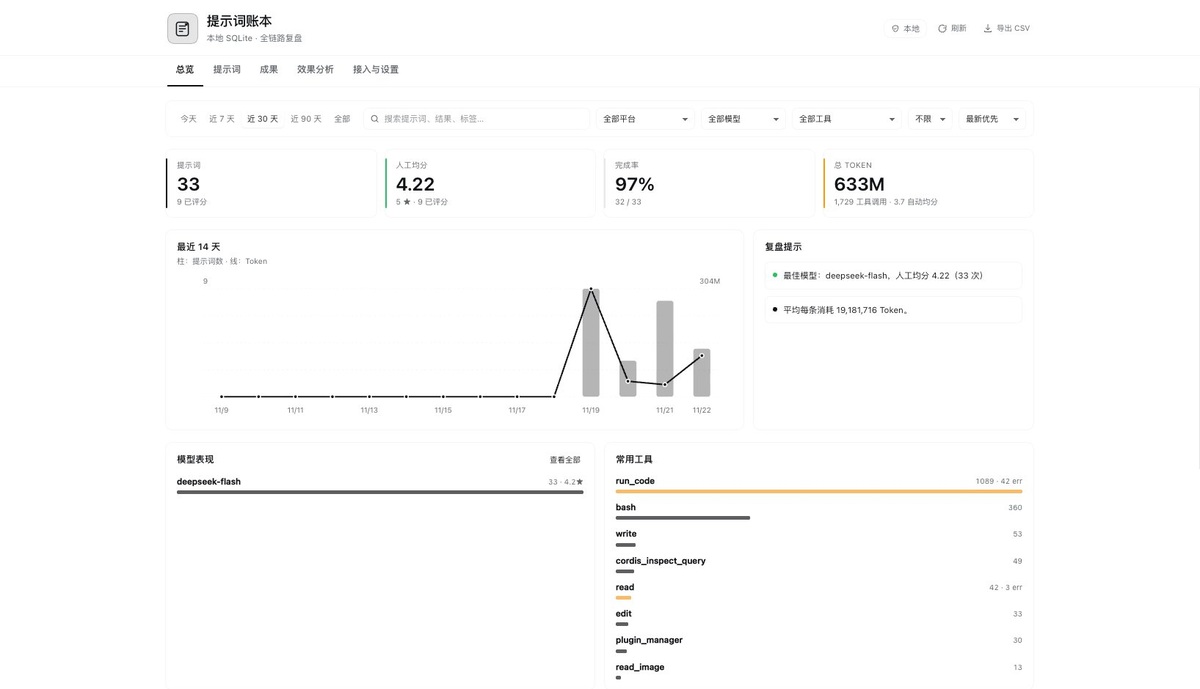 提示词账本
本地 SQLite · 全链路复盘
本地 刷新 导出 CSV
总览 提示词 成果 效果分析 接入与设置
今天 近 7 天 近 30 天 近 90 天 全部 搜索提示词、结果、标签... 全部平台 全部模型 全部工具 不限 最新优先
提示词
33
9 已评分
人工均分
4.22
5 ★ · 9 已评分
完成率
97%
32 / 33
总 TOKEN
633M
1,729 工具调用 · 3.7 自动均分
最近 14 天
柱：提示词数 · 线：Token
9 304M
11/9 11/11 11/13 11/15 11/17 11/19 11/21 11/22
复盘提示
最佳模型：deepseek-flash，人工均分 4.22（33 次）
平均每条消耗 19,181,716 Token。
模型表现 查看全部
deepseek-flash 33 · 4.2★
常用工具
run_code 1089 · 42 err
bash 360
write 53
cordis_inspect_query 49
read 42 · 3 err
edit 33
plugin_manager 30
read_image 13